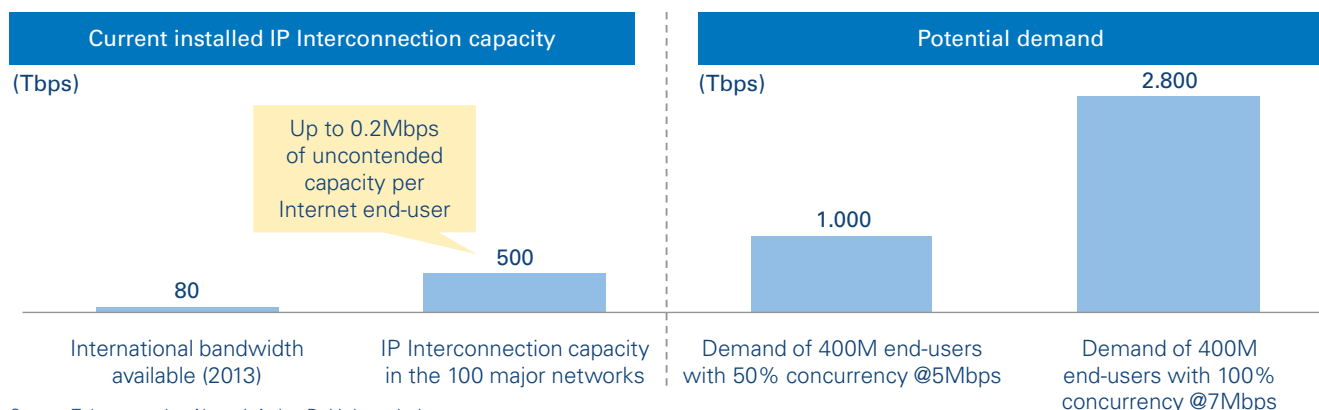 Current installed IP Interconnection capacity
(Tbps)
Up to 0.2Mbps
of uncontended
capacity per
Internet end-user
80
500
International bandwidth
available (2013)
IP Interconnection capacity
in the 100 major networks
Potential demand
(Tbps)
1.000
2.800
Demand of 400M end-users
with 50% concurrency @5Mbps
Demand of 400M
end-users with 100%
concurrency @7Mbps